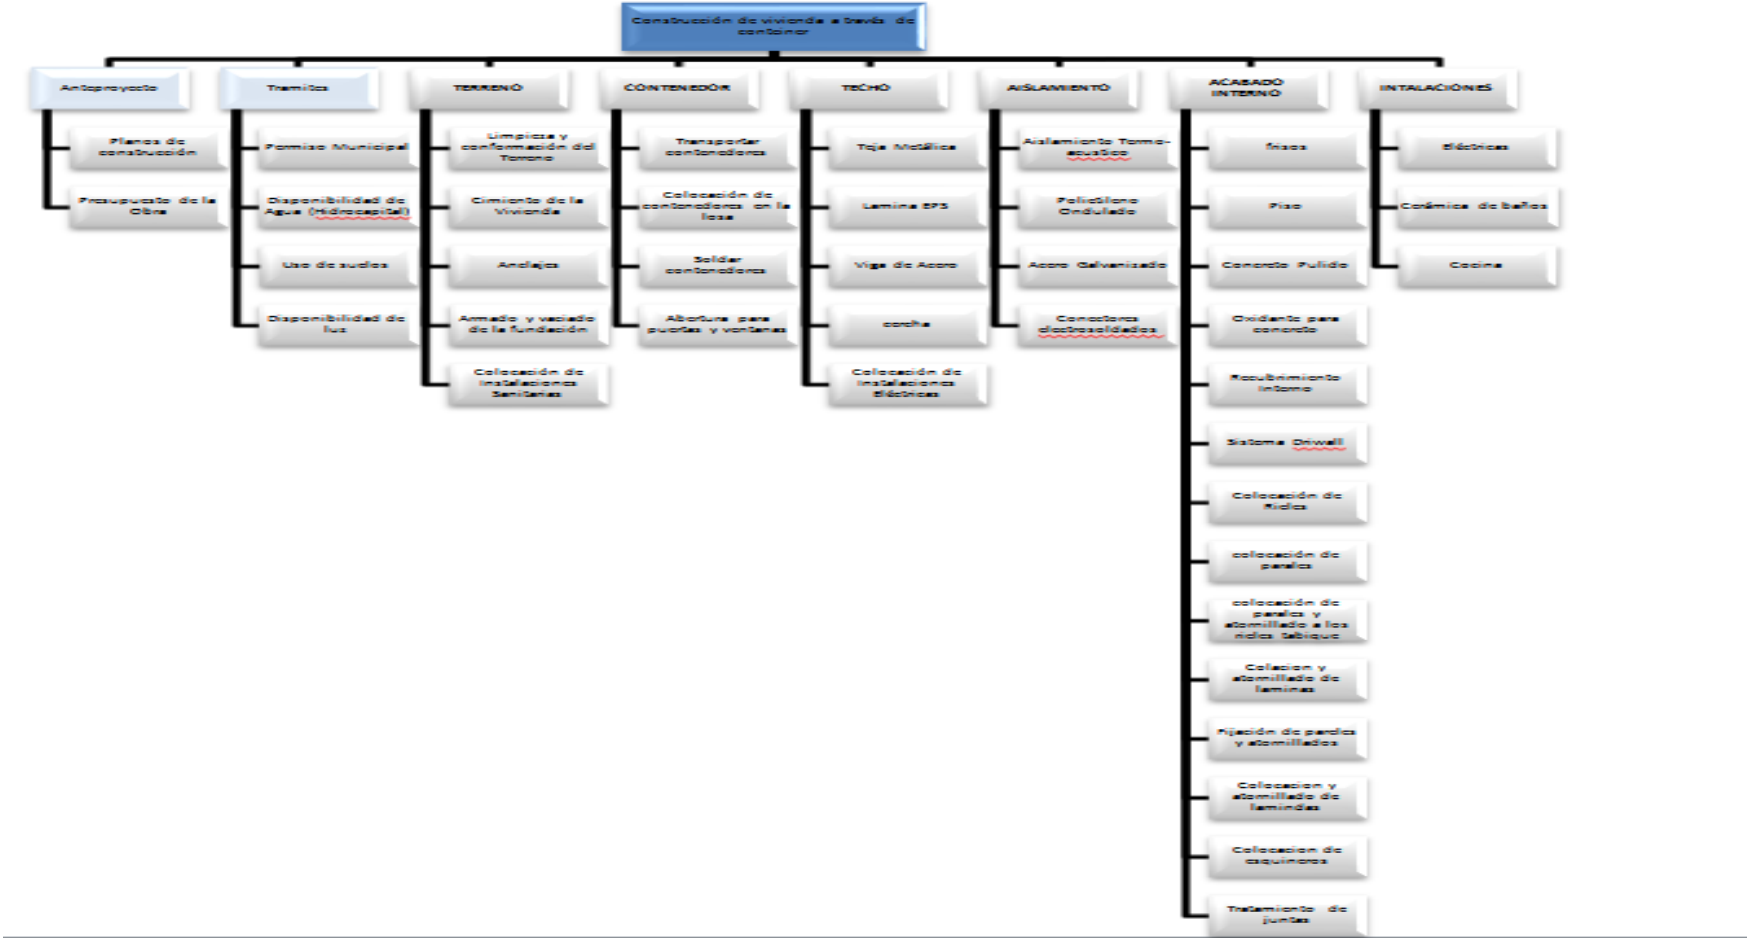 Construcción de vivienda a través de
container
Anteproyecto
Tramites
TERRENO
CONTENEDOR
TECHO
AISLAMIENTO
ACABADO
INTERNO
INTALACIONES
Planos de
construcción
Presupuesto de la
Obra
Permiso Municipal
Disponibilidad de
Agua (Hidrocapital)
Uso de suelos
Disponibilidad de
luz
Limpieza y
conformación del
Terreno
Cimiento de la
Vivienda
Anclajes
Armado y vaciado
de la fundación
Colocación de
Instalaciones
Sanitarias
Transportar
contenedores
Colocación de
contenedores en la
losa
Soldar
contenedores
Abertura para
puertas y ventanas
Teja Metálica
Lamina EPS
Viga de Acero
cercha
Colocación de
Instalaciones
Eléctricas
Aislamiento Termo-
acustico
Polietileno
Ondulado
Acero Galvanizado
Conectores
electrosoldados
frisos
Piso
Concreto Pulido
Oxidante para
concreto
Recubrimiento
Interno
Sistema Driwall
Colocación de
Rieles
colocación de
parales
colocación de
parales y
atornillado a los
rieles tabique
Colacion y
atornillado de
laminas
Fijación de parales
y atornillados
Colocacion y
atornillado de
lamindas
Colocacion de
esquineros
Tratamiento de
juntas
Eléctricas
Cerámica de baños
Cocina